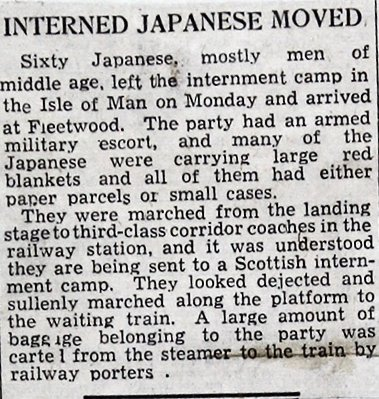 INTERNED JAPANESE MOVED
Sixty Japanese, mostly men of
middle age, left the internment camp in
the Isle of Man on Monday and arrived
at Fleetwood. The party had an armed
military escort, and many of the
Japanese were carrying large red
blankets and all of them had either
paper parcels or small cases.
They were marched from the landing
stage to third-class corridor coaches in the
railway station, and it was understood
they are being sent to a Scottish intern-
ment camp. They looked dejected and
sullenly marched along the platform to
the waiting train. A large amount of
baggage belonging to the party was
carted from the steamer to the train by
railway porters .